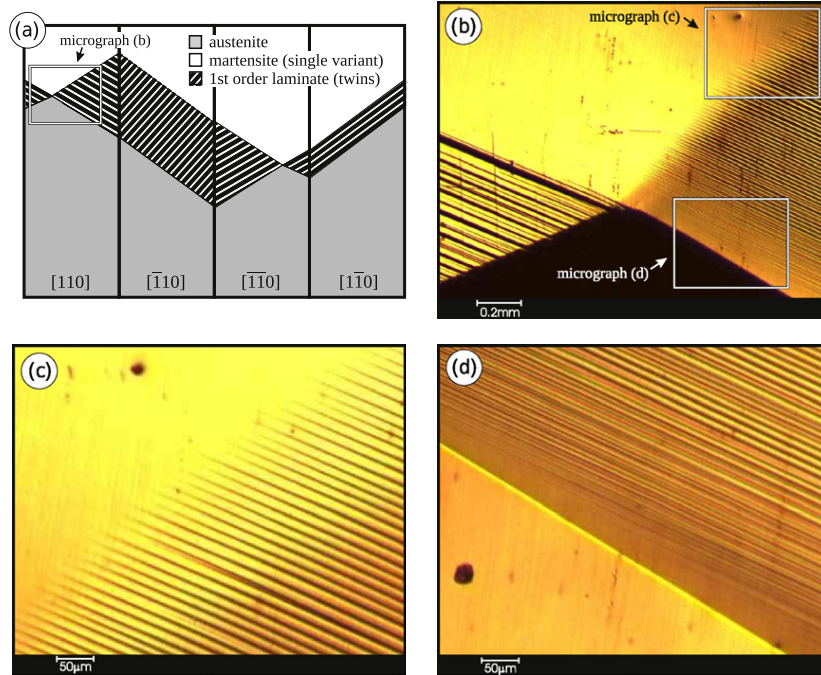 (a)
micrograph (b)
austenite
martensite (single variant)
1st order laminate (twins)
[110]
[1̅10]
[1̅1̅0]
[11̅0]
(b)
micrograph (c)
micrograph (d)
0.2mm
(c)
50μm
(d)
50μm